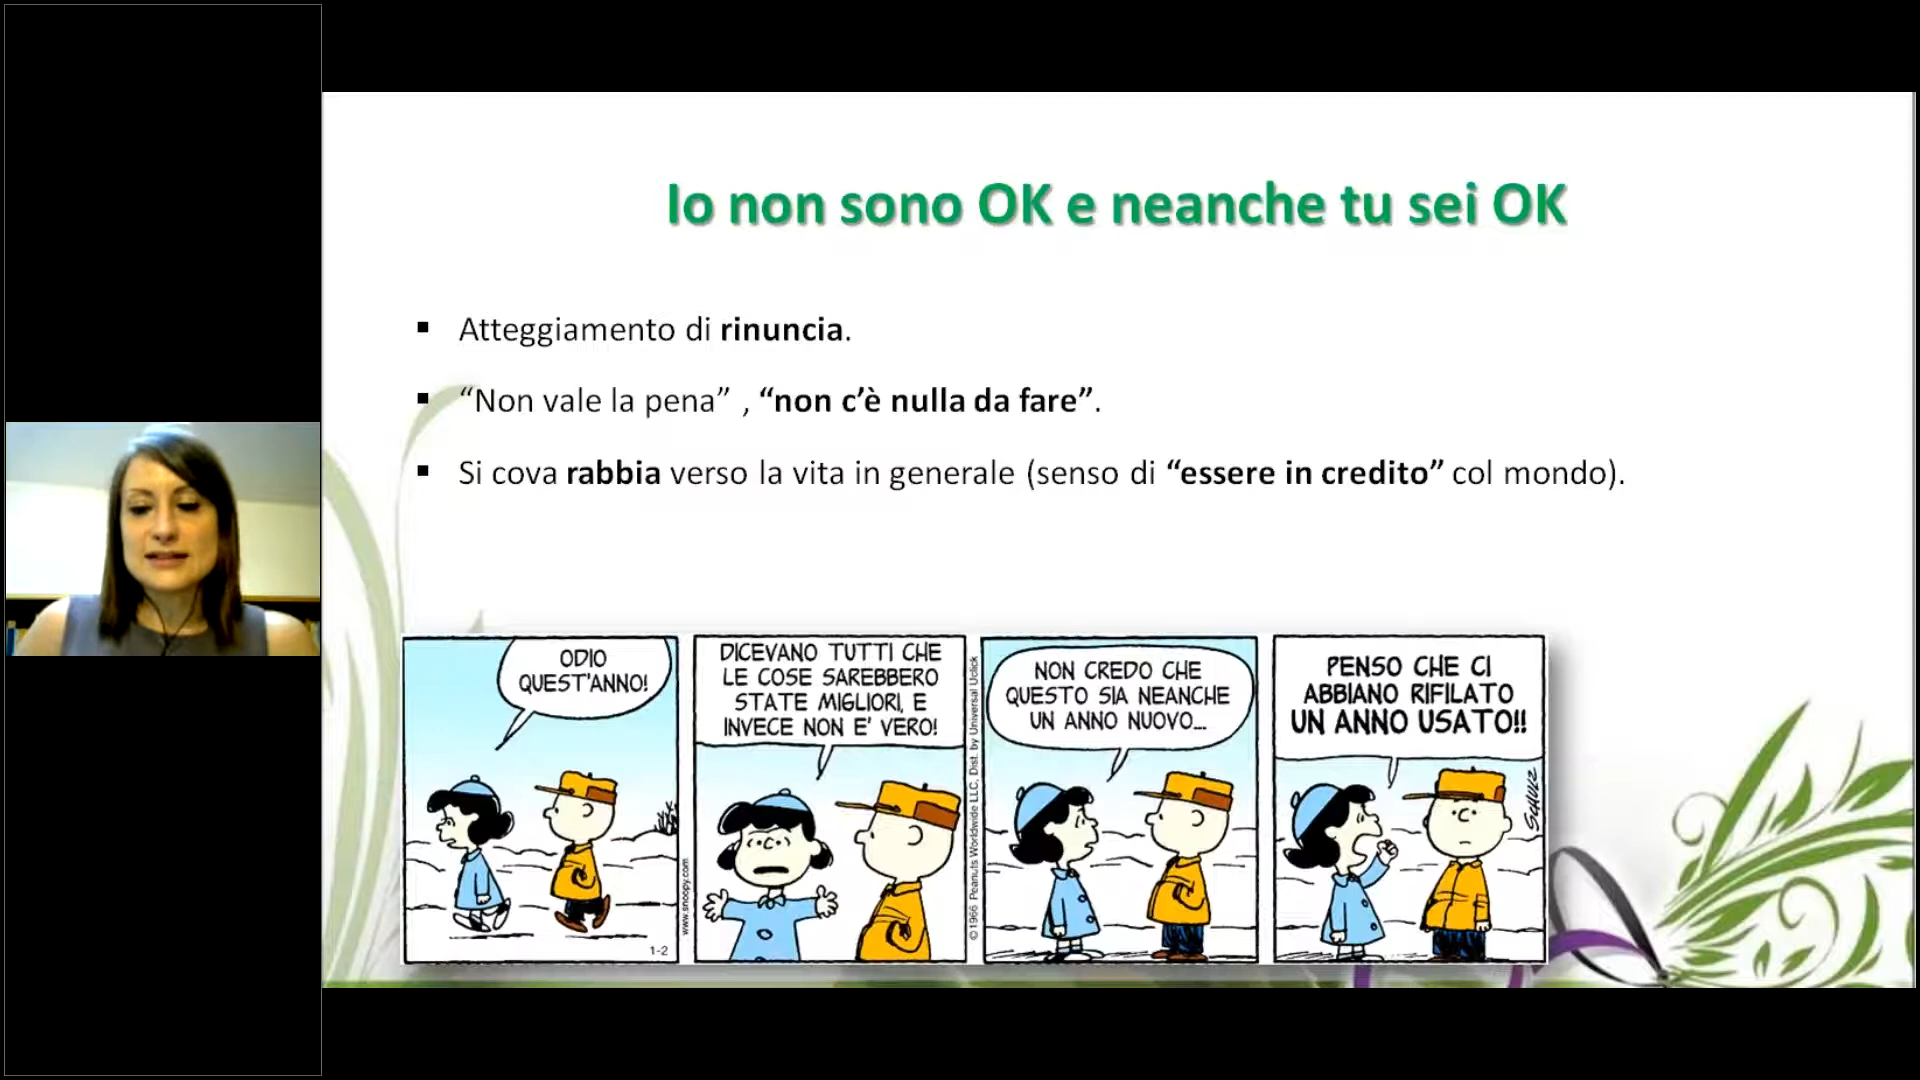 Io non sono OK e neanche tu sei OK
Atteggiamento di rinuncia.
“Non vale la pena” , “non c’è nulla da fare”.
Si cova rabbia verso la vita in generale (senso di “essere in credito” col mondo).
ODIO
QUEST'ANNO!
1-2
www.snoopy.com
DICEVANO TUTTI CHE
LE COSE SAREBBERO
STATE MIGLIORI, E
INVECE NON E' VERO!
© 1966 Peanuts Worldwide LLC, Dist. by Universal Uclick
NON CREDO CHE
QUESTO SIA NEANCHE
UN ANNO NUOVO...
PENSO CHE CI
ABBIANO RIFILATO
UN ANNO USATO!!
SCHULZ